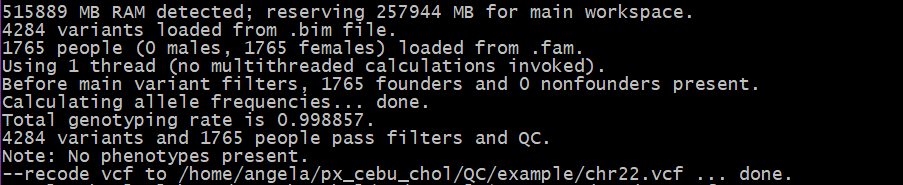 515889 MB RAM detected; reserving 257944 MB for main workspace.
4284 variants loaded from .bim file.
1765 people (0 males, 1765 females) loaded from .fam.
Using 1 thread (no multithreaded calculations invoked).
Before main variant filters, 1765 founders and 0 nonfounders present.
Calculating allele frequencies... done.
Total genotyping rate is 0.998857.
4284 variants and 1765 people pass filters and QC.
Note: No phenotypes present.
--recode vcf to /home/angela/px_cebu_chol/QC/example/chr22.vcf ... done.